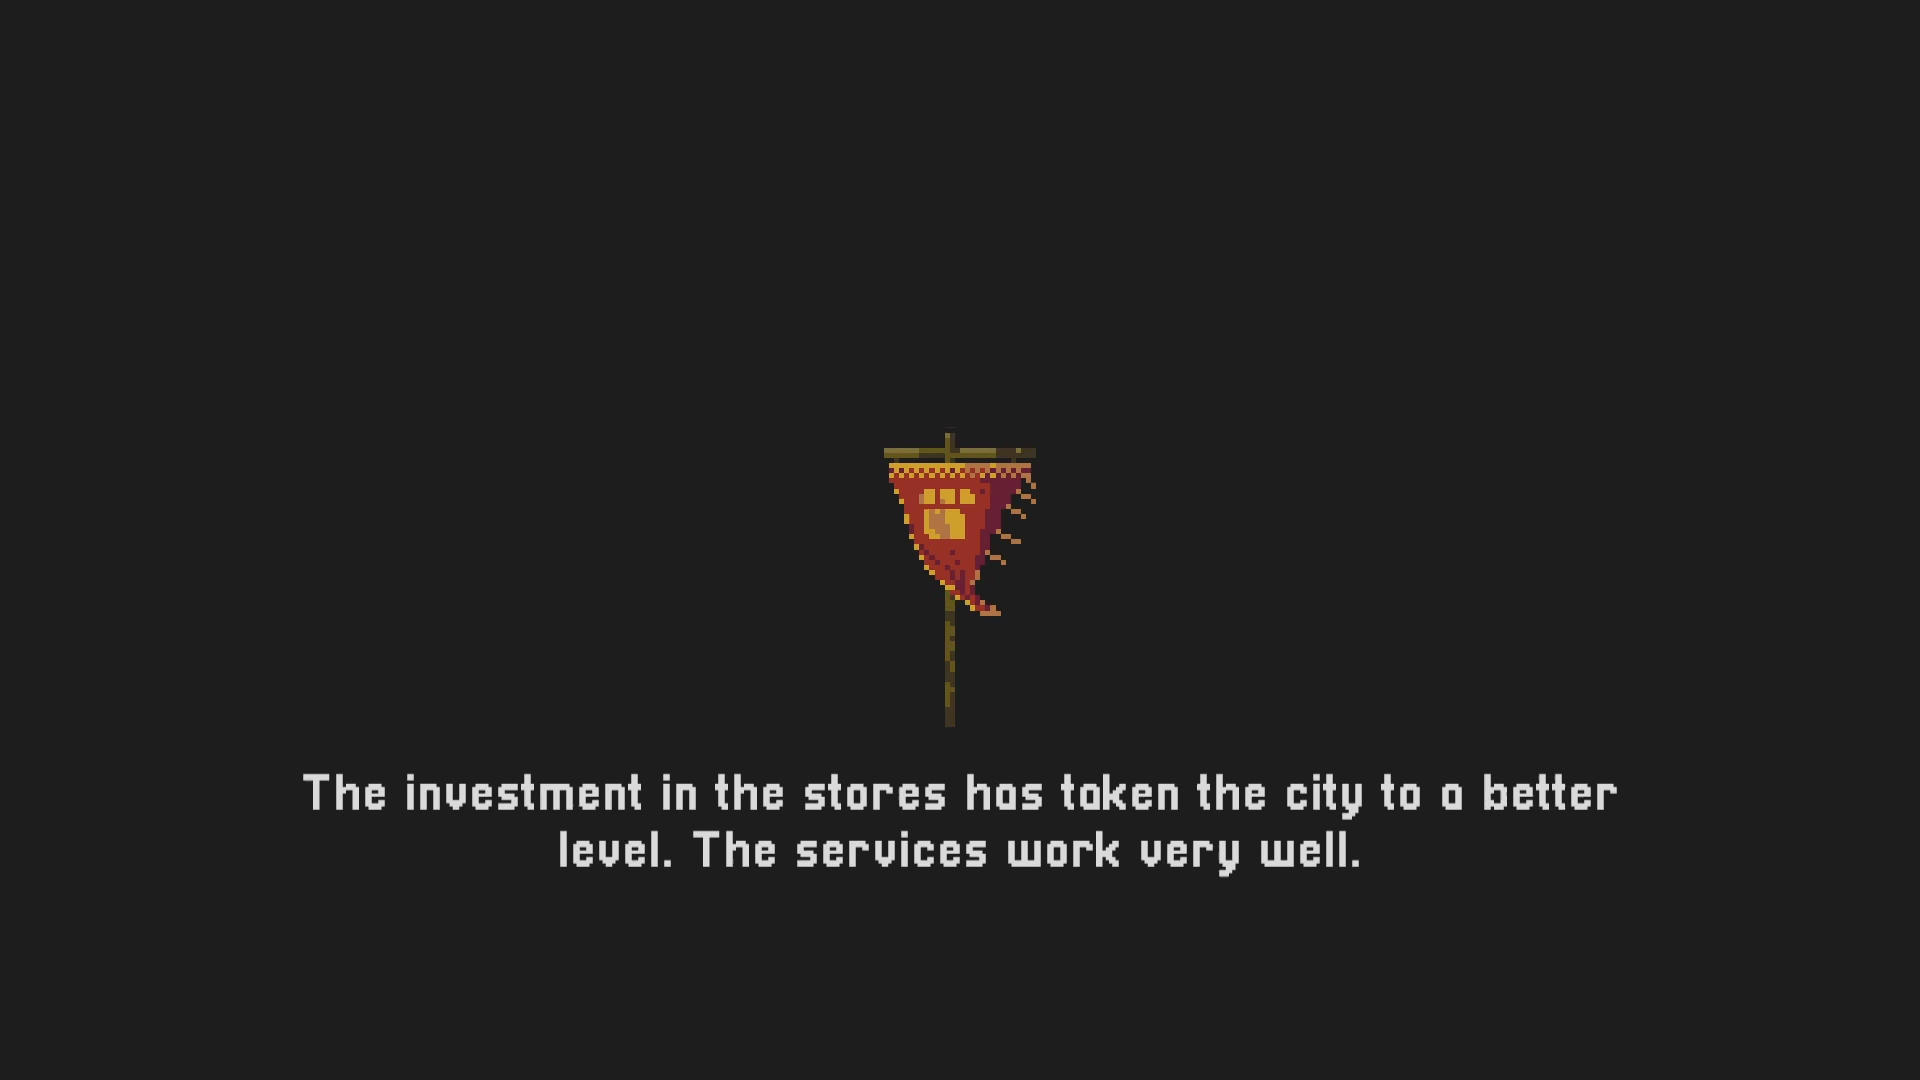 The investment in the stores has taken the city to a better
level. The services work very well.